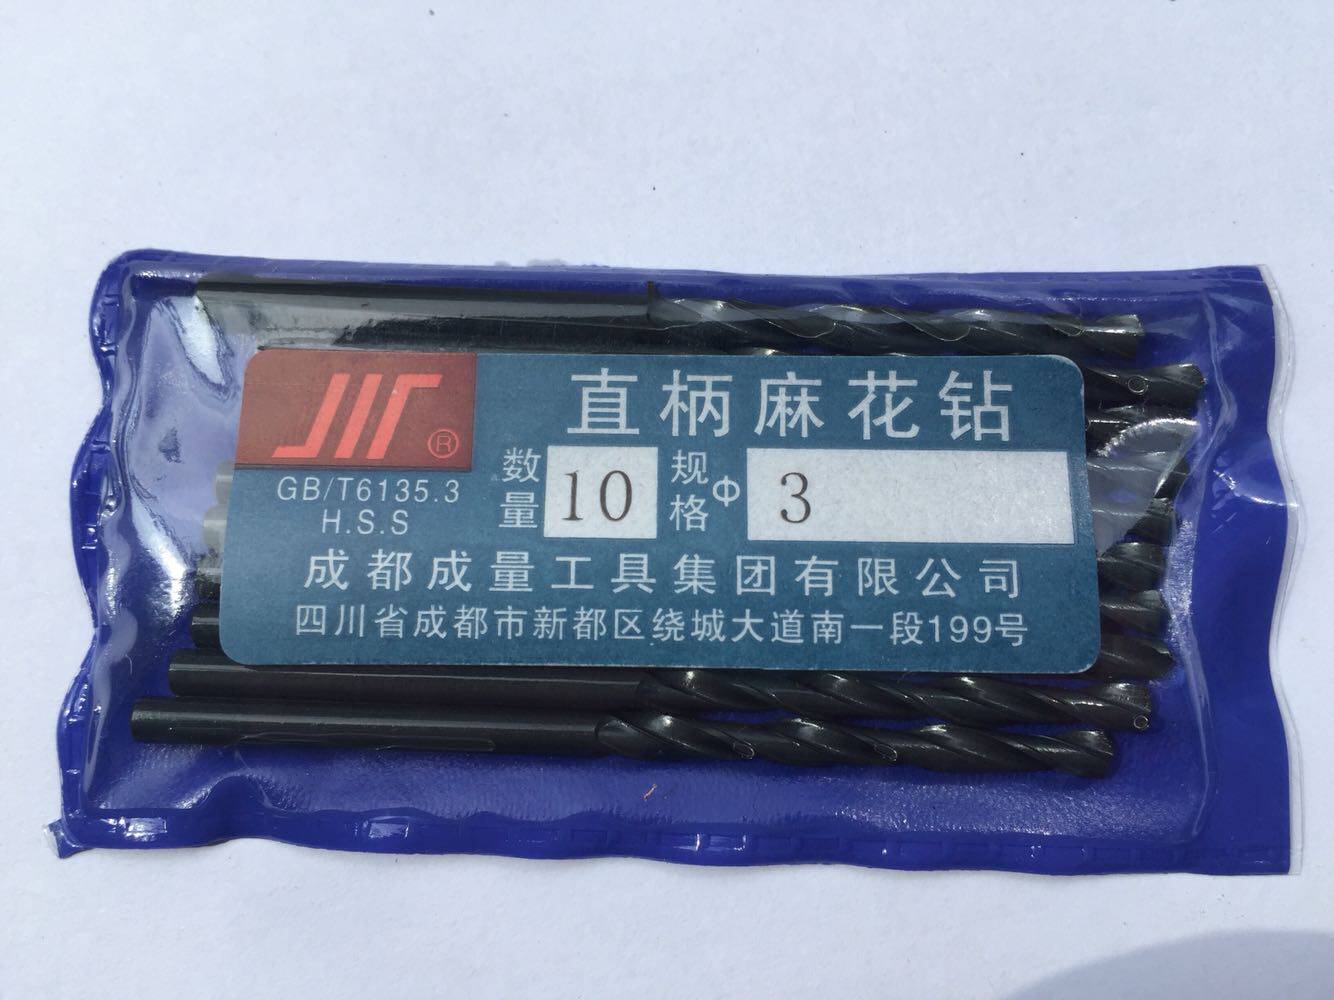 直柄麻花钻
®
GB/T6135.3
H.S.S
数量 10 规格 Φ 3
成都成量工具集团有限公司
四川省成都市新都区绕城大道南一段199号